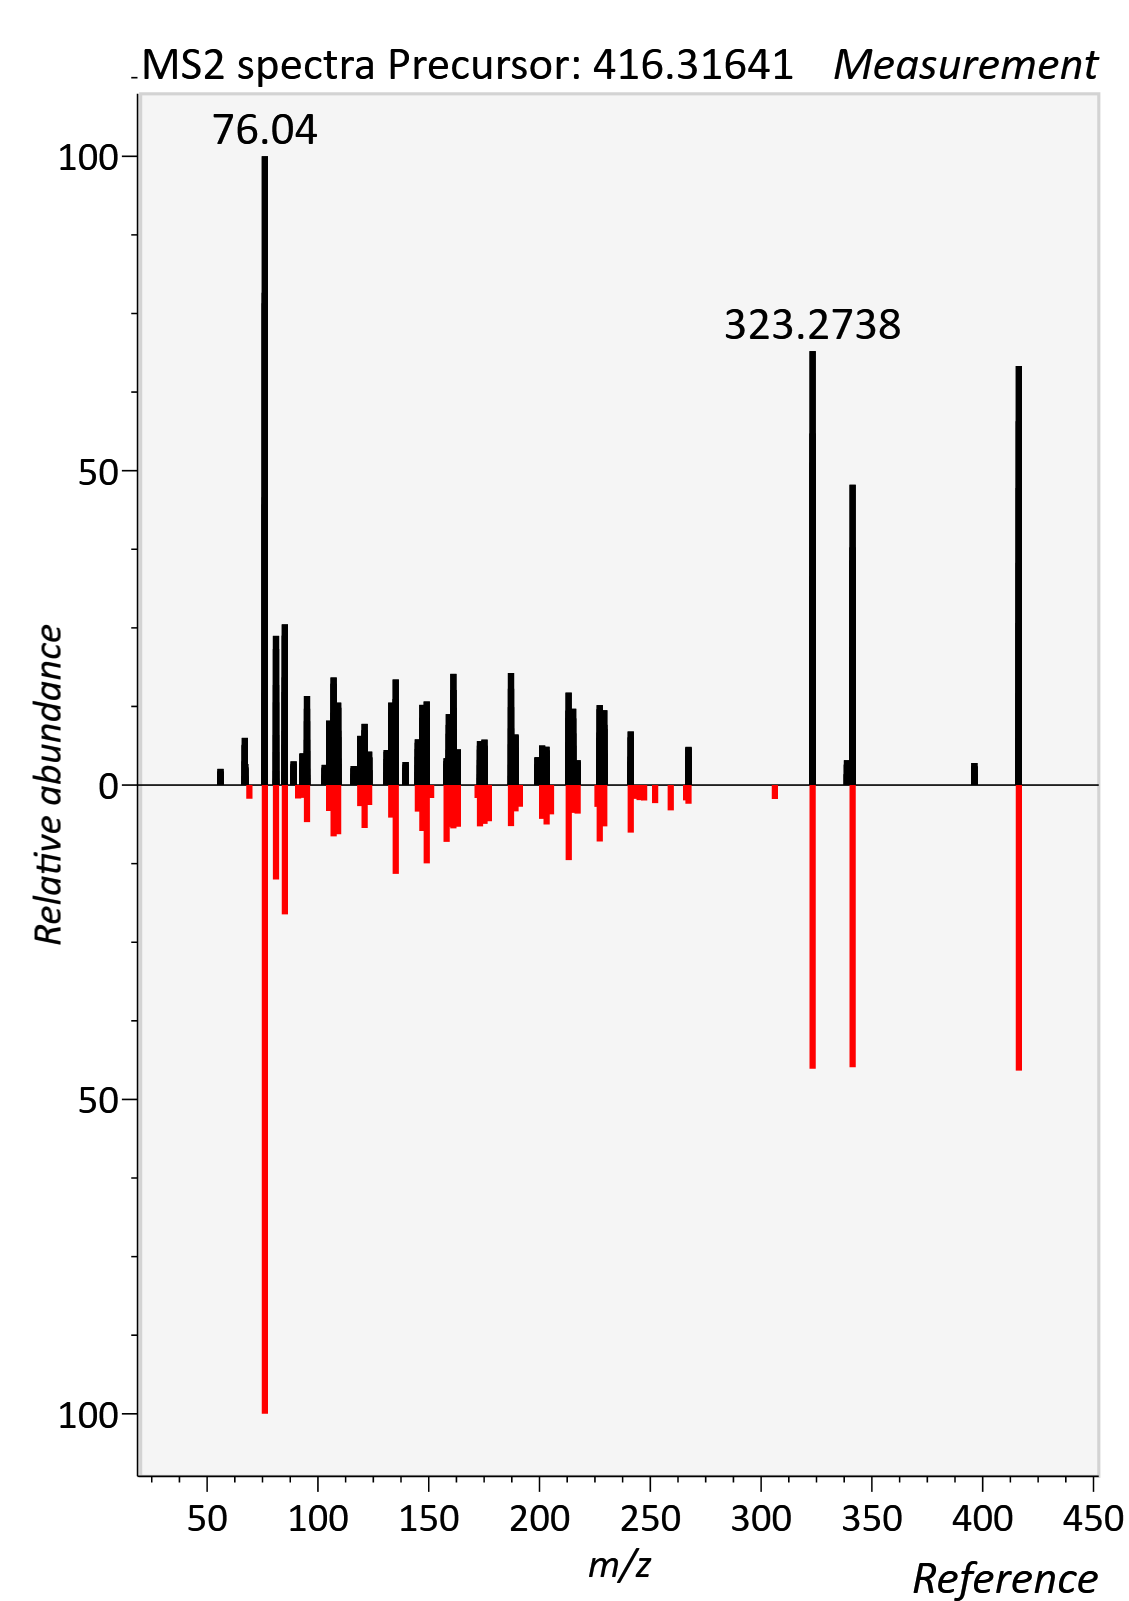 MS2 spectra Precursor: 416.31641 Measurement
76.04
100
323.2738
50
0
50
100
Relative abundance
50 100 150 200 250 300 350 400 450
m/z
Reference